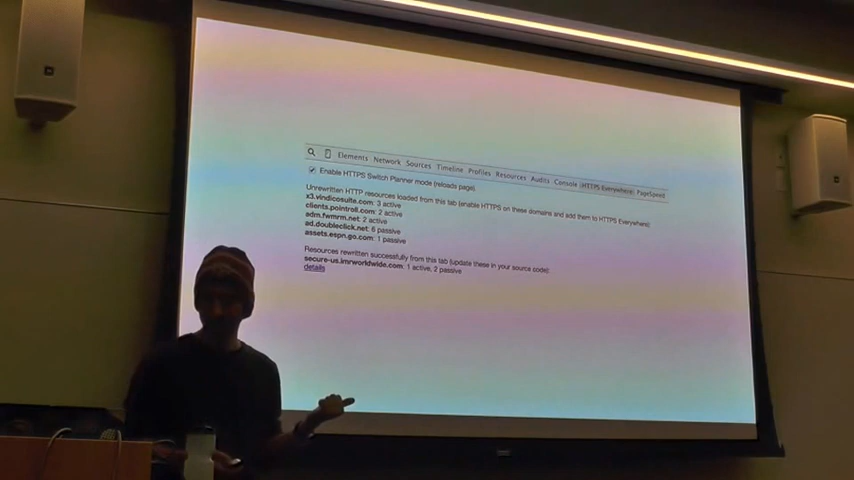 Elements Network Sources Timeline Profiles Resources Audits Console HTTPS Everywhere PageSpeed
Enable HTTPS Switch Planner mode (reloads page)
Unrewritten HTTP resources loaded from this tab (enable HTTPS on these domains and add them to HTTPS Everywhere)
x3.vindicosuite.com: 3 active
clients.pointroll.com: 2 active
adm.fwmrm.net: 2 active
ad.doubleclick.net: 6 passive
assets.espn.go.com: 1 passive
Resources rewritten successfully from this tab (update these in your source code)
secure-us.imrworldwide.com: 1 active, 2 passive
details